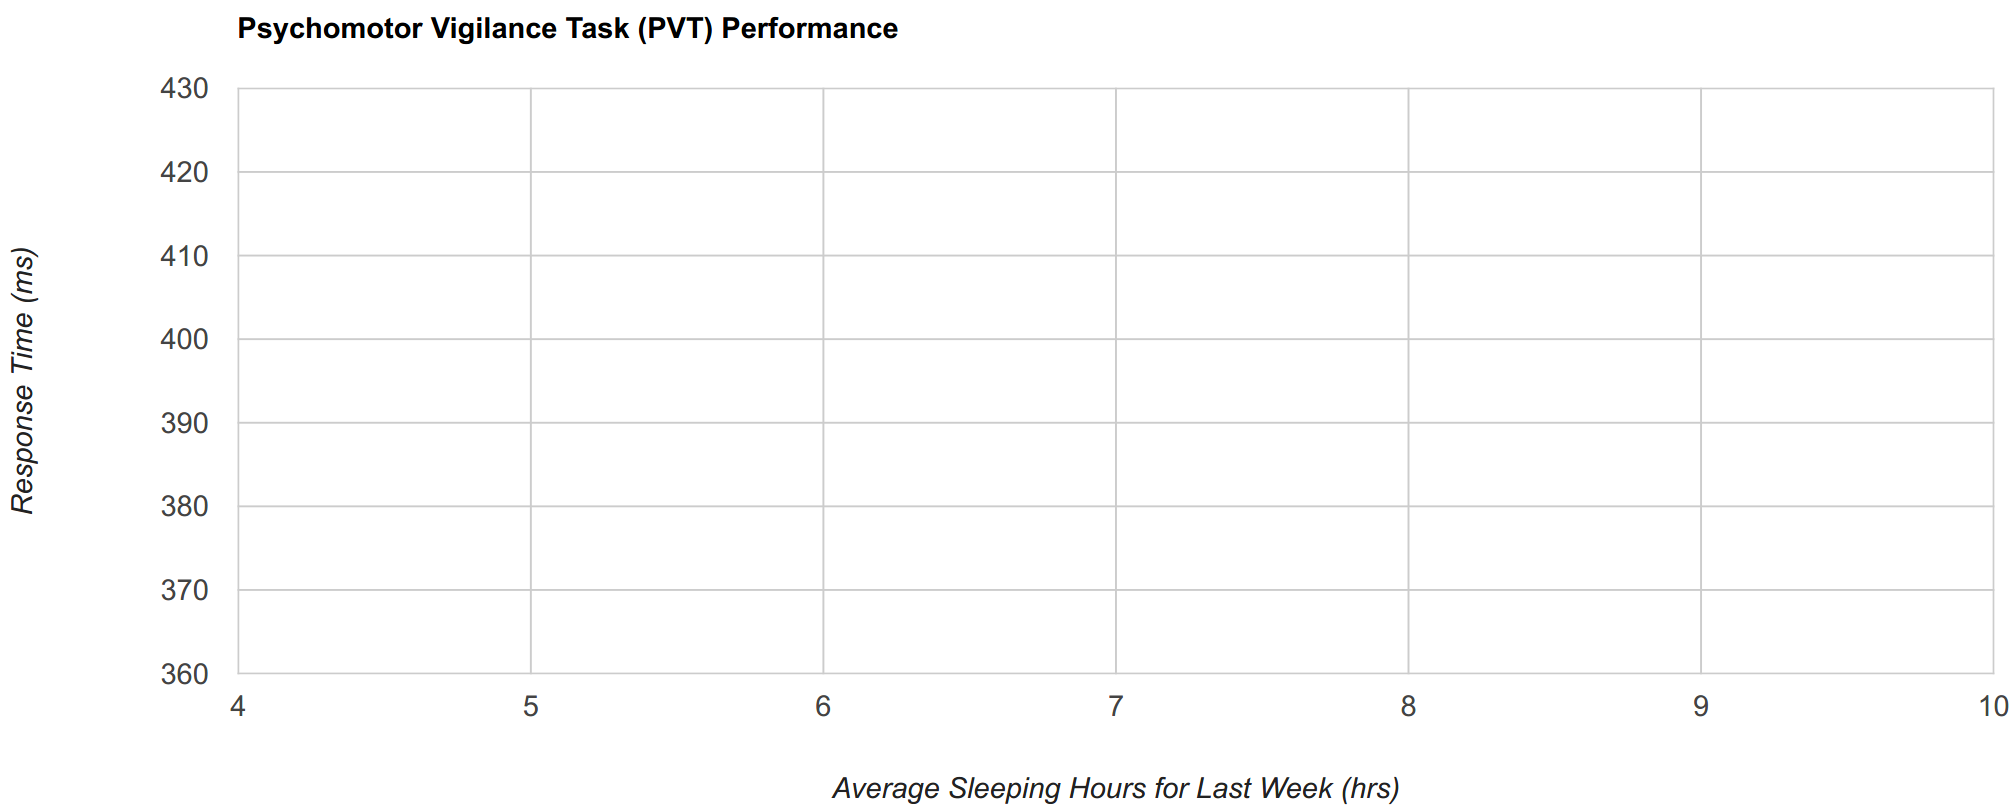 Psychomotor Vigilance Task (PVT) Performance
Response Time (ms)
430
420
410
400
390
380
370
360
4 5 6 7 8 9 10
Average Sleeping Hours for Last Week (hrs)